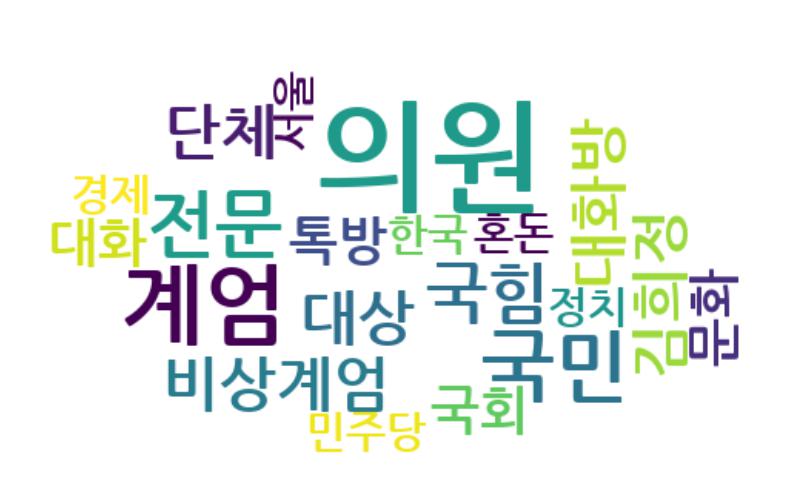 서울
단체
의원
대화방
경제
전문
대화
톡방
한국
혼돈
김희정
계엄
대상
국힘
정치
문화
비상계엄
국민
국회
민주당